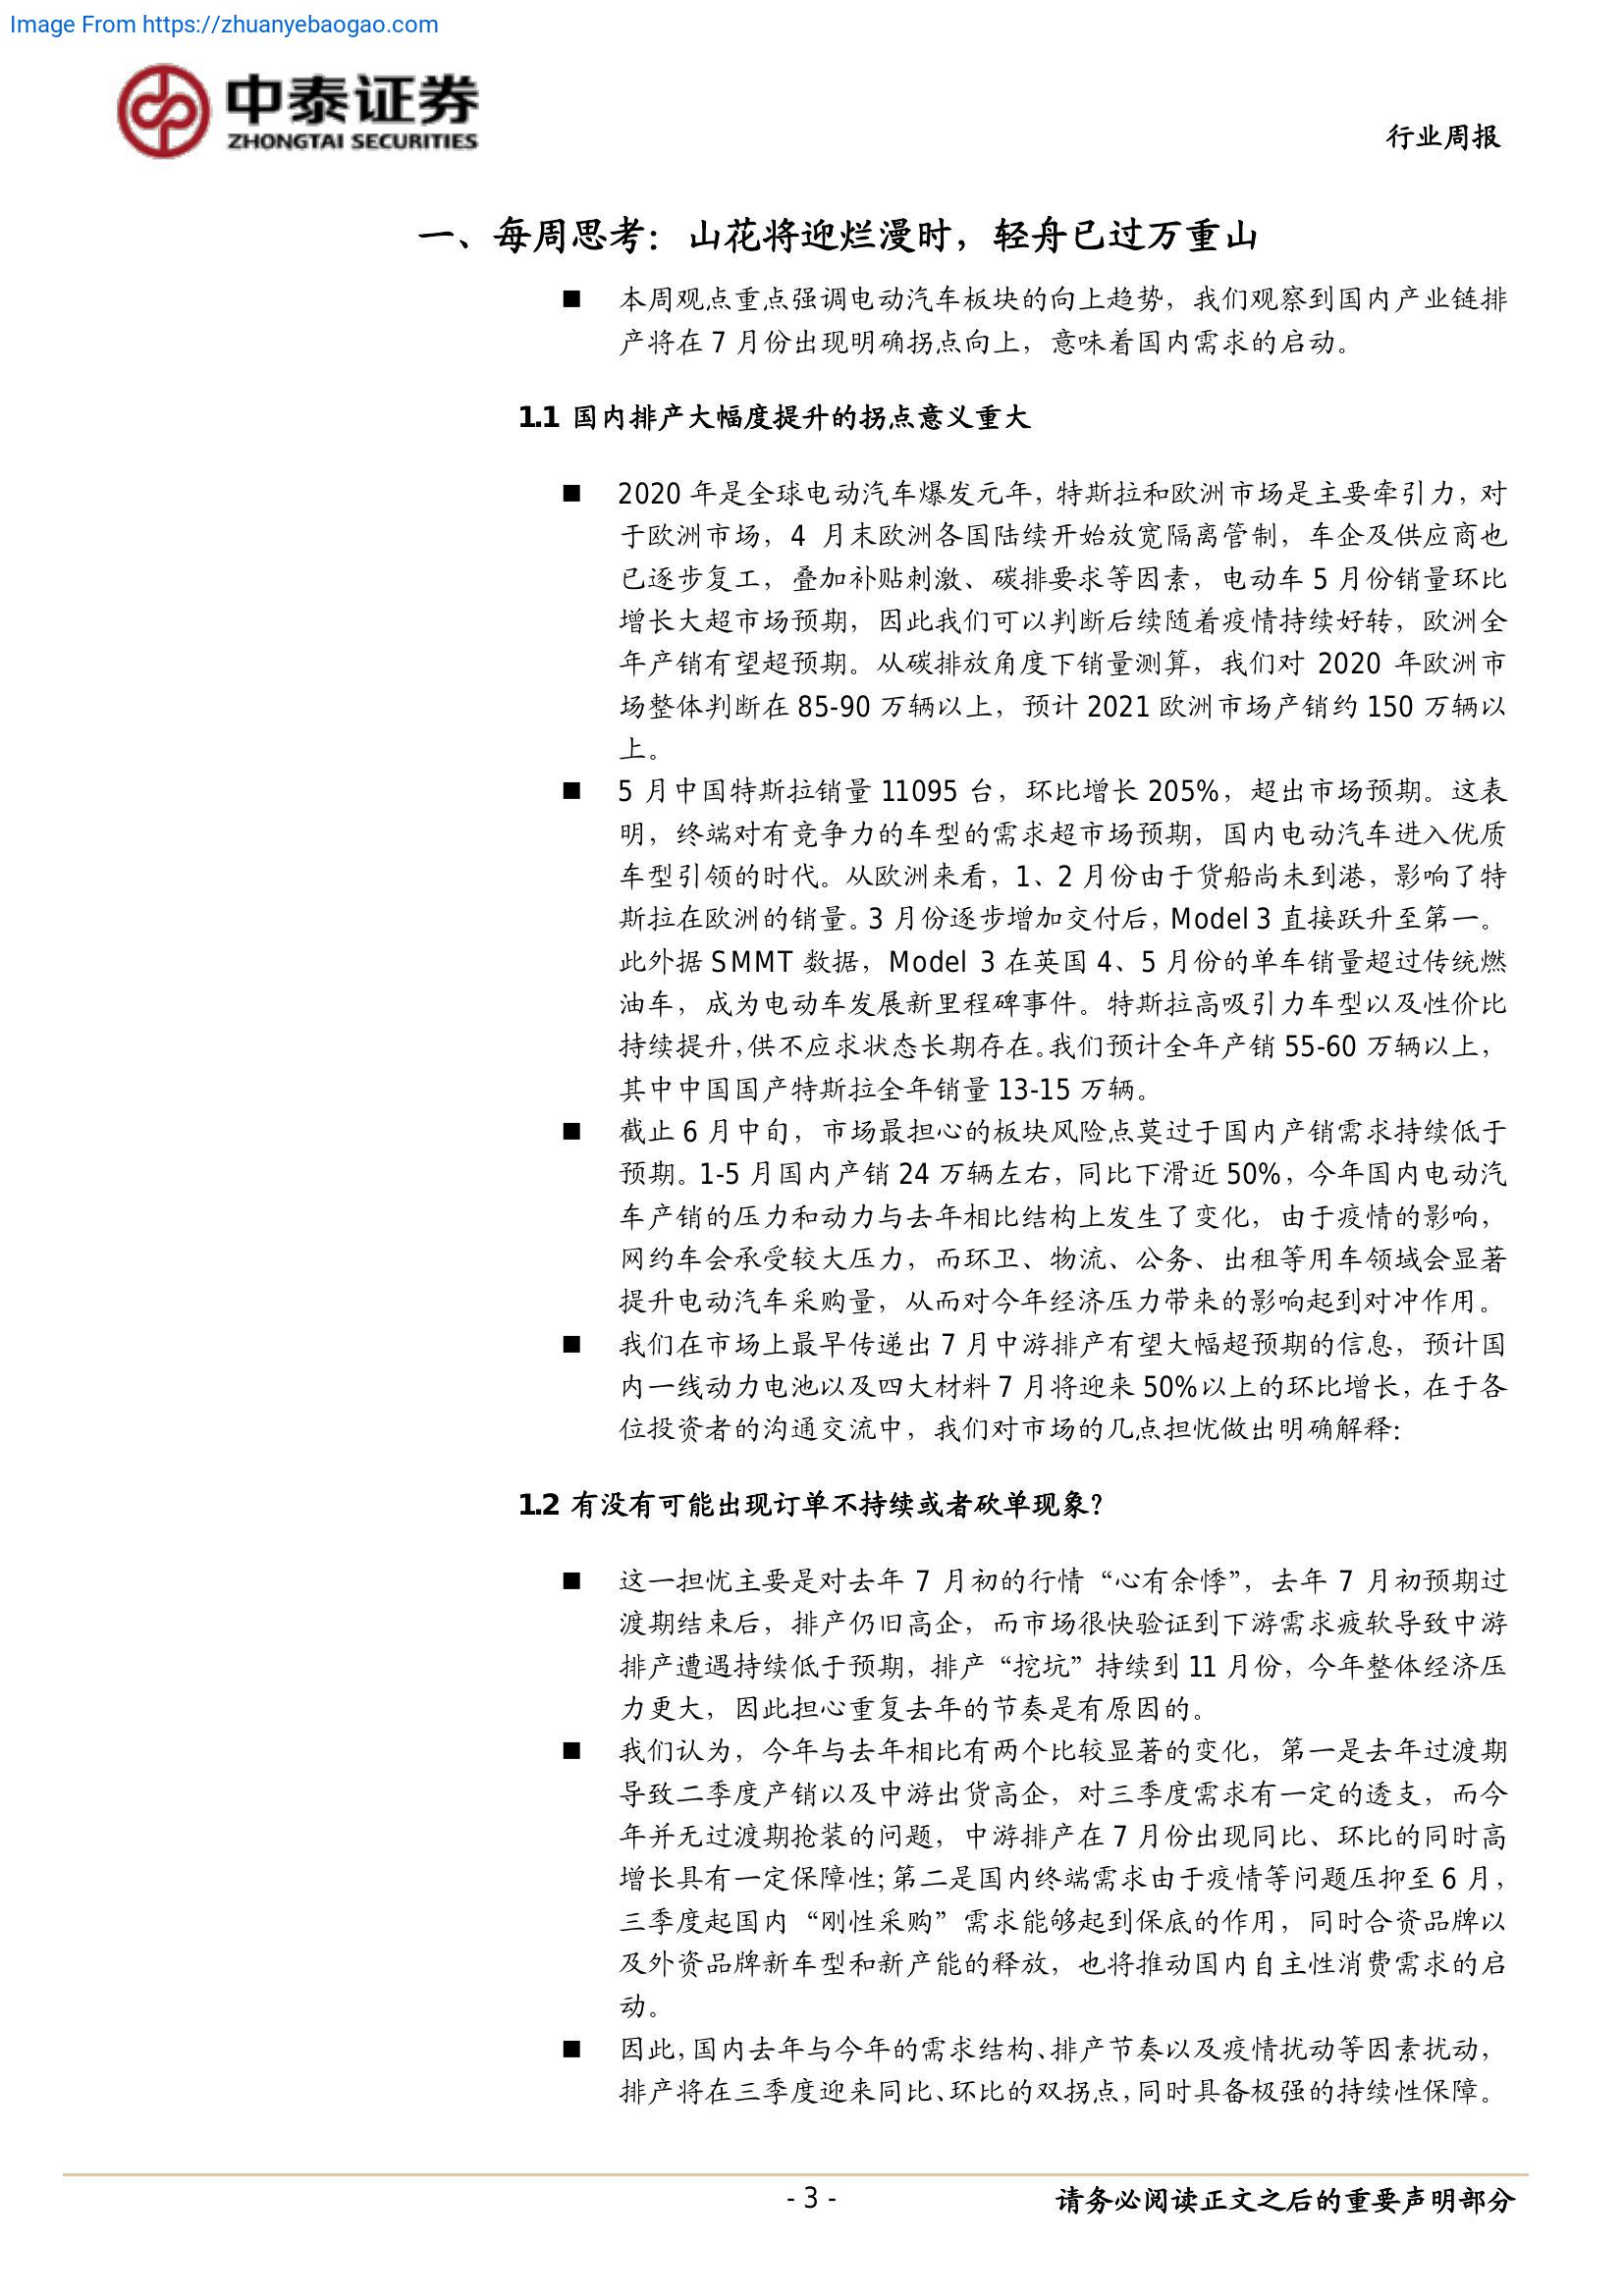 Image From https://zhuanyebaogao.com
中泰证券
ZHONGTAI SECURITIES
行业周报
一、每周思考：山花将迎烂漫时，轻舟已过万重山
■ 本周观点重点强调电动汽车板块的向上趋势，我们观察到国内产业链排
产将在 7 月份出现明确拐点向上，意味着国内需求的启动。
1.1 国内排产大幅度提升的拐点意义重大
■ 2020 年是全球电动汽车爆发元年，特斯拉和欧洲市场是主要牵引力，对
于欧洲市场，4 月末欧洲各国陆续开始放宽隔离管制，车企及供应商也
已逐步复工，叠加补贴刺激、碳排要求等因素，电动车 5 月份销量环比
增长大超市场预期，因此我们可以判断后续随着疫情持续好转，欧洲全
年产销有望超预期。从碳排放角度下销量测算，我们对 2020 年欧洲市
场整体判断在 85-90 万辆以上，预计 2021 欧洲市场产销约 150 万辆以
上。
■ 5 月中国特斯拉销量 11095 台，环比增长 205%，超出市场预期。这表
明，终端对有竞争力的车型的需求超市场预期，国内电动汽车进入优质
车型引领的时代。从欧洲来看，1、2 月份由于货船尚未到港，影响了特
斯拉在欧洲的销量。3 月份逐步增加交付后，Model 3 直接跃升至第一。
此外据 SMMT 数据，Model 3 在英国 4、5 月份的单车销量超过传统燃
油车，成为电动车发展新里程碑事件。特斯拉高吸引力车型以及性价比
持续提升，供不应求状态长期存在。我们预计全年产销 55-60 万辆以上，
其中中国国产特斯拉全年销量 13-15 万辆。
■ 截止 6 月中旬，市场最担心的板块风险点莫过于国内产销需求持续低于
预期。1-5 月国内产销 24 万辆左右，同比下滑近 50%，今年国内电动汽
车产销的压力和动力与去年相比结构上发生了变化，由于疫情的影响，
网约车会承受较大压力，而环卫、物流、公务、出租等用车领域会显著
提升电动汽车采购量，从而对今年经济压力带来的影响起到对冲作用。
■ 我们在市场上最早传递出 7 月中游排产有望大幅超预期的信息，预计国
内一线动力电池以及四大材料 7 月将迎来 50%以上的环比增长，在于各
位投资者的沟通交流中，我们对市场的几点担忧做出明确解释：
1.2 有没有可能出现订单不持续或者砍单现象？
■ 这一担忧主要是对去年 7 月初的行情“心有余悸”，去年 7 月初预期过
渡期结束后，排产仍旧高企，而市场很快验证到下游需求疲软导致中游
排产遭遇持续低于预期，排产“挖坑”持续到 11 月份，今年整体经济压
力更大，因此担心重复去年的节奏是有原因的。
■ 我们认为，今年与去年相比有两个比较显著的变化，第一是去年过渡期
导致二季度产销以及中游出货高企，对三季度需求有一定的透支，而今
年并无过渡期抢装的问题，中游排产在 7 月份出现同比、环比的同时高
增长具有一定保障性；第二是国内终端需求由于疫情等问题压抑至 6 月，
三季度起国内“刚性采购”需求能够起到保底的作用，同时合资品牌以
及外资品牌新车型和新产能的释放，也将推动国内自主性消费需求的启
动。
■ 因此，国内去年与今年的需求结构、排产节奏以及疫情扰动等因素扰动，
排产将在三季度迎来同比、环比的双拐点，同时具备极强的持续性保障。
- 3 -
请务必阅读正文之后的重要声明部分